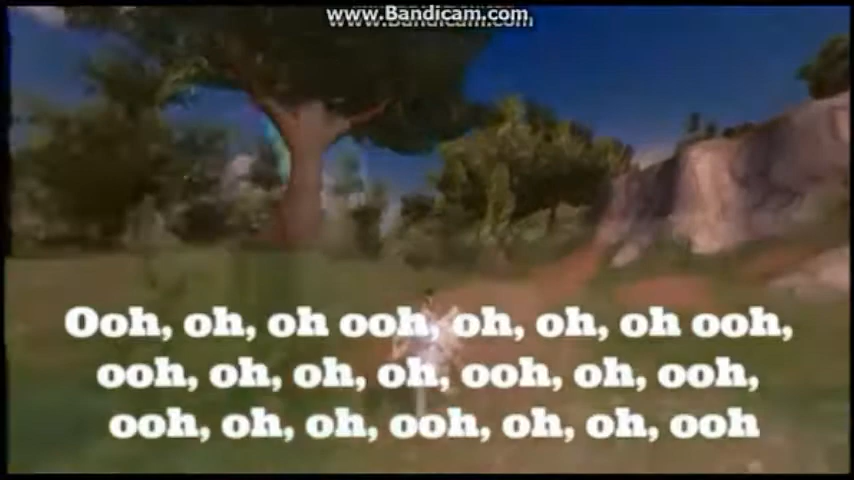 www.Bandicam.com
Ooh, oh, oh ooh, oh, oh, oh ooh,
ooh, oh, oh, oh, ooh, oh, ooh,
ooh, oh, oh, ooh, oh, oh, ooh